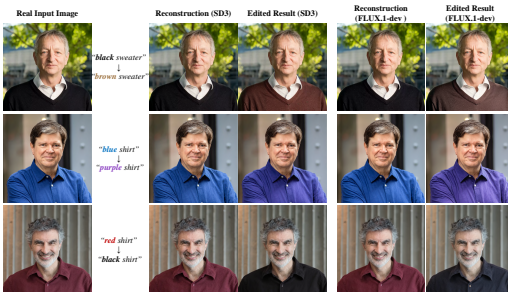 Real Input Image
Reconstruction (SD3)
Edited Result (SD3)
Reconstruction
(FLUX.1-dev )
Edited Result
(FLUX.1-dev)
"black sweater"
↓
"brown sweater"
"blue shirt"
↓
"purple shirt"
"red shirt"
↓
"black shirt"